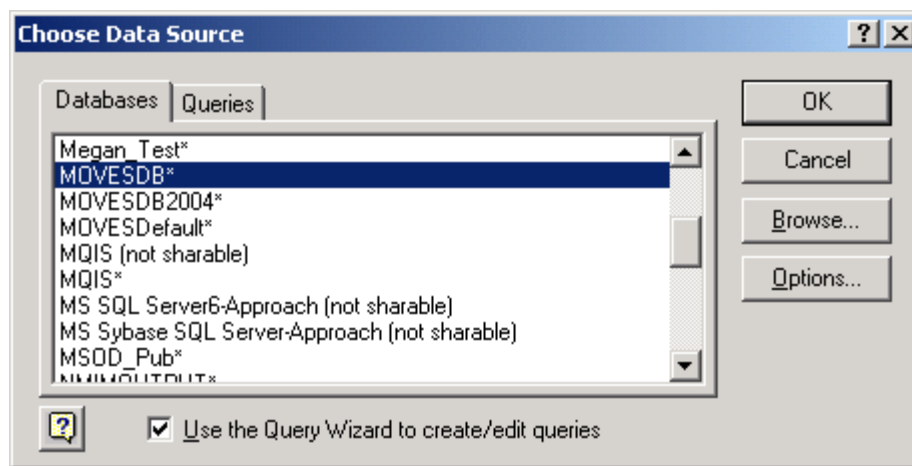 Choose Data Source
Databases
Queries
Megan_Test*
MOVESDB*
MOVESDB2004*
MOVESDefault*
MQIS (not sharable)
MQIS*
MS SQL Server6-Approach (not sharable)
MS Sybase SQL Server-Approach (not sharable)
MSOD_Pub*
OK
Cancel
Browse...
Options...
Use the Query Wizard to create/edit queries